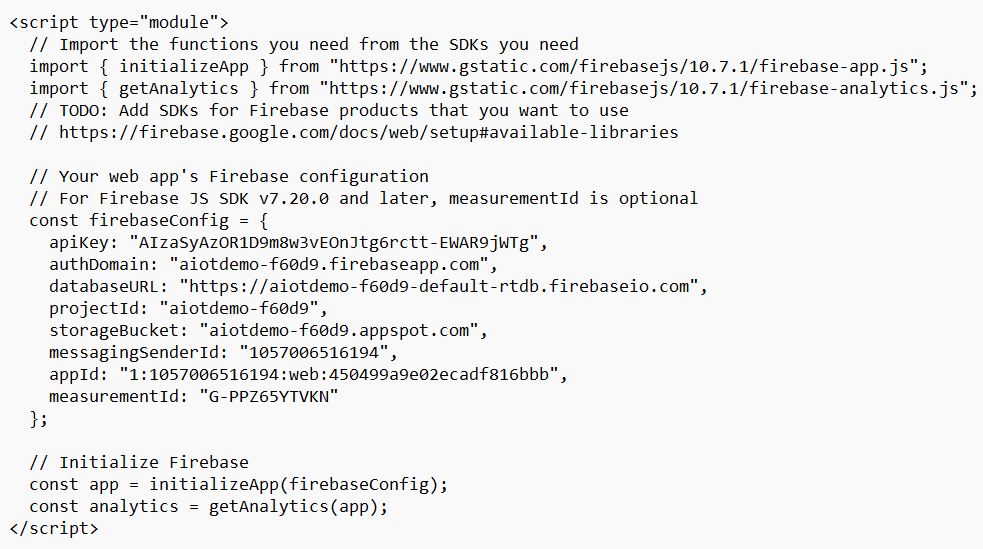 <script type="module">
  // Import the functions you need from the SDKs you need
  import { initializeApp } from "https://www.gstatic.com/firebasejs/10.7.1/firebase-app.js";
  import { getAnalytics } from "https://www.gstatic.com/firebasejs/10.7.1/firebase-analytics.js";
  // TODO: Add SDKs for Firebase products that you want to use
  // https://firebase.google.com/docs/web/setup#available-libraries

  // Your web app's Firebase configuration
  // For Firebase JS SDK v7.20.0 and later, measurementId is optional
  const firebaseConfig = {
    apiKey: "AIzaSyAzOR1D9m8w3vEOnJtg6rctt-EWAR9jWTg",
    authDomain: "aiotdemo-f60d9.firebaseapp.com",
    databaseURL: "https://aiotdemo-f60d9-default-rtdb.firebaseio.com",
    projectId: "aiotdemo-f60d9",
    storageBucket: "aiotdemo-f60d9.appspot.com",
    messagingSenderId: "1057006516194",
    appId: "1:1057006516194:web:450499a9e02ecadf816bbb",
    measurementId: "G-PPZ65YTVKN"
  };

  // Initialize Firebase
  const app = initializeApp(firebaseConfig);
  const analytics = getAnalytics(app);
</script>